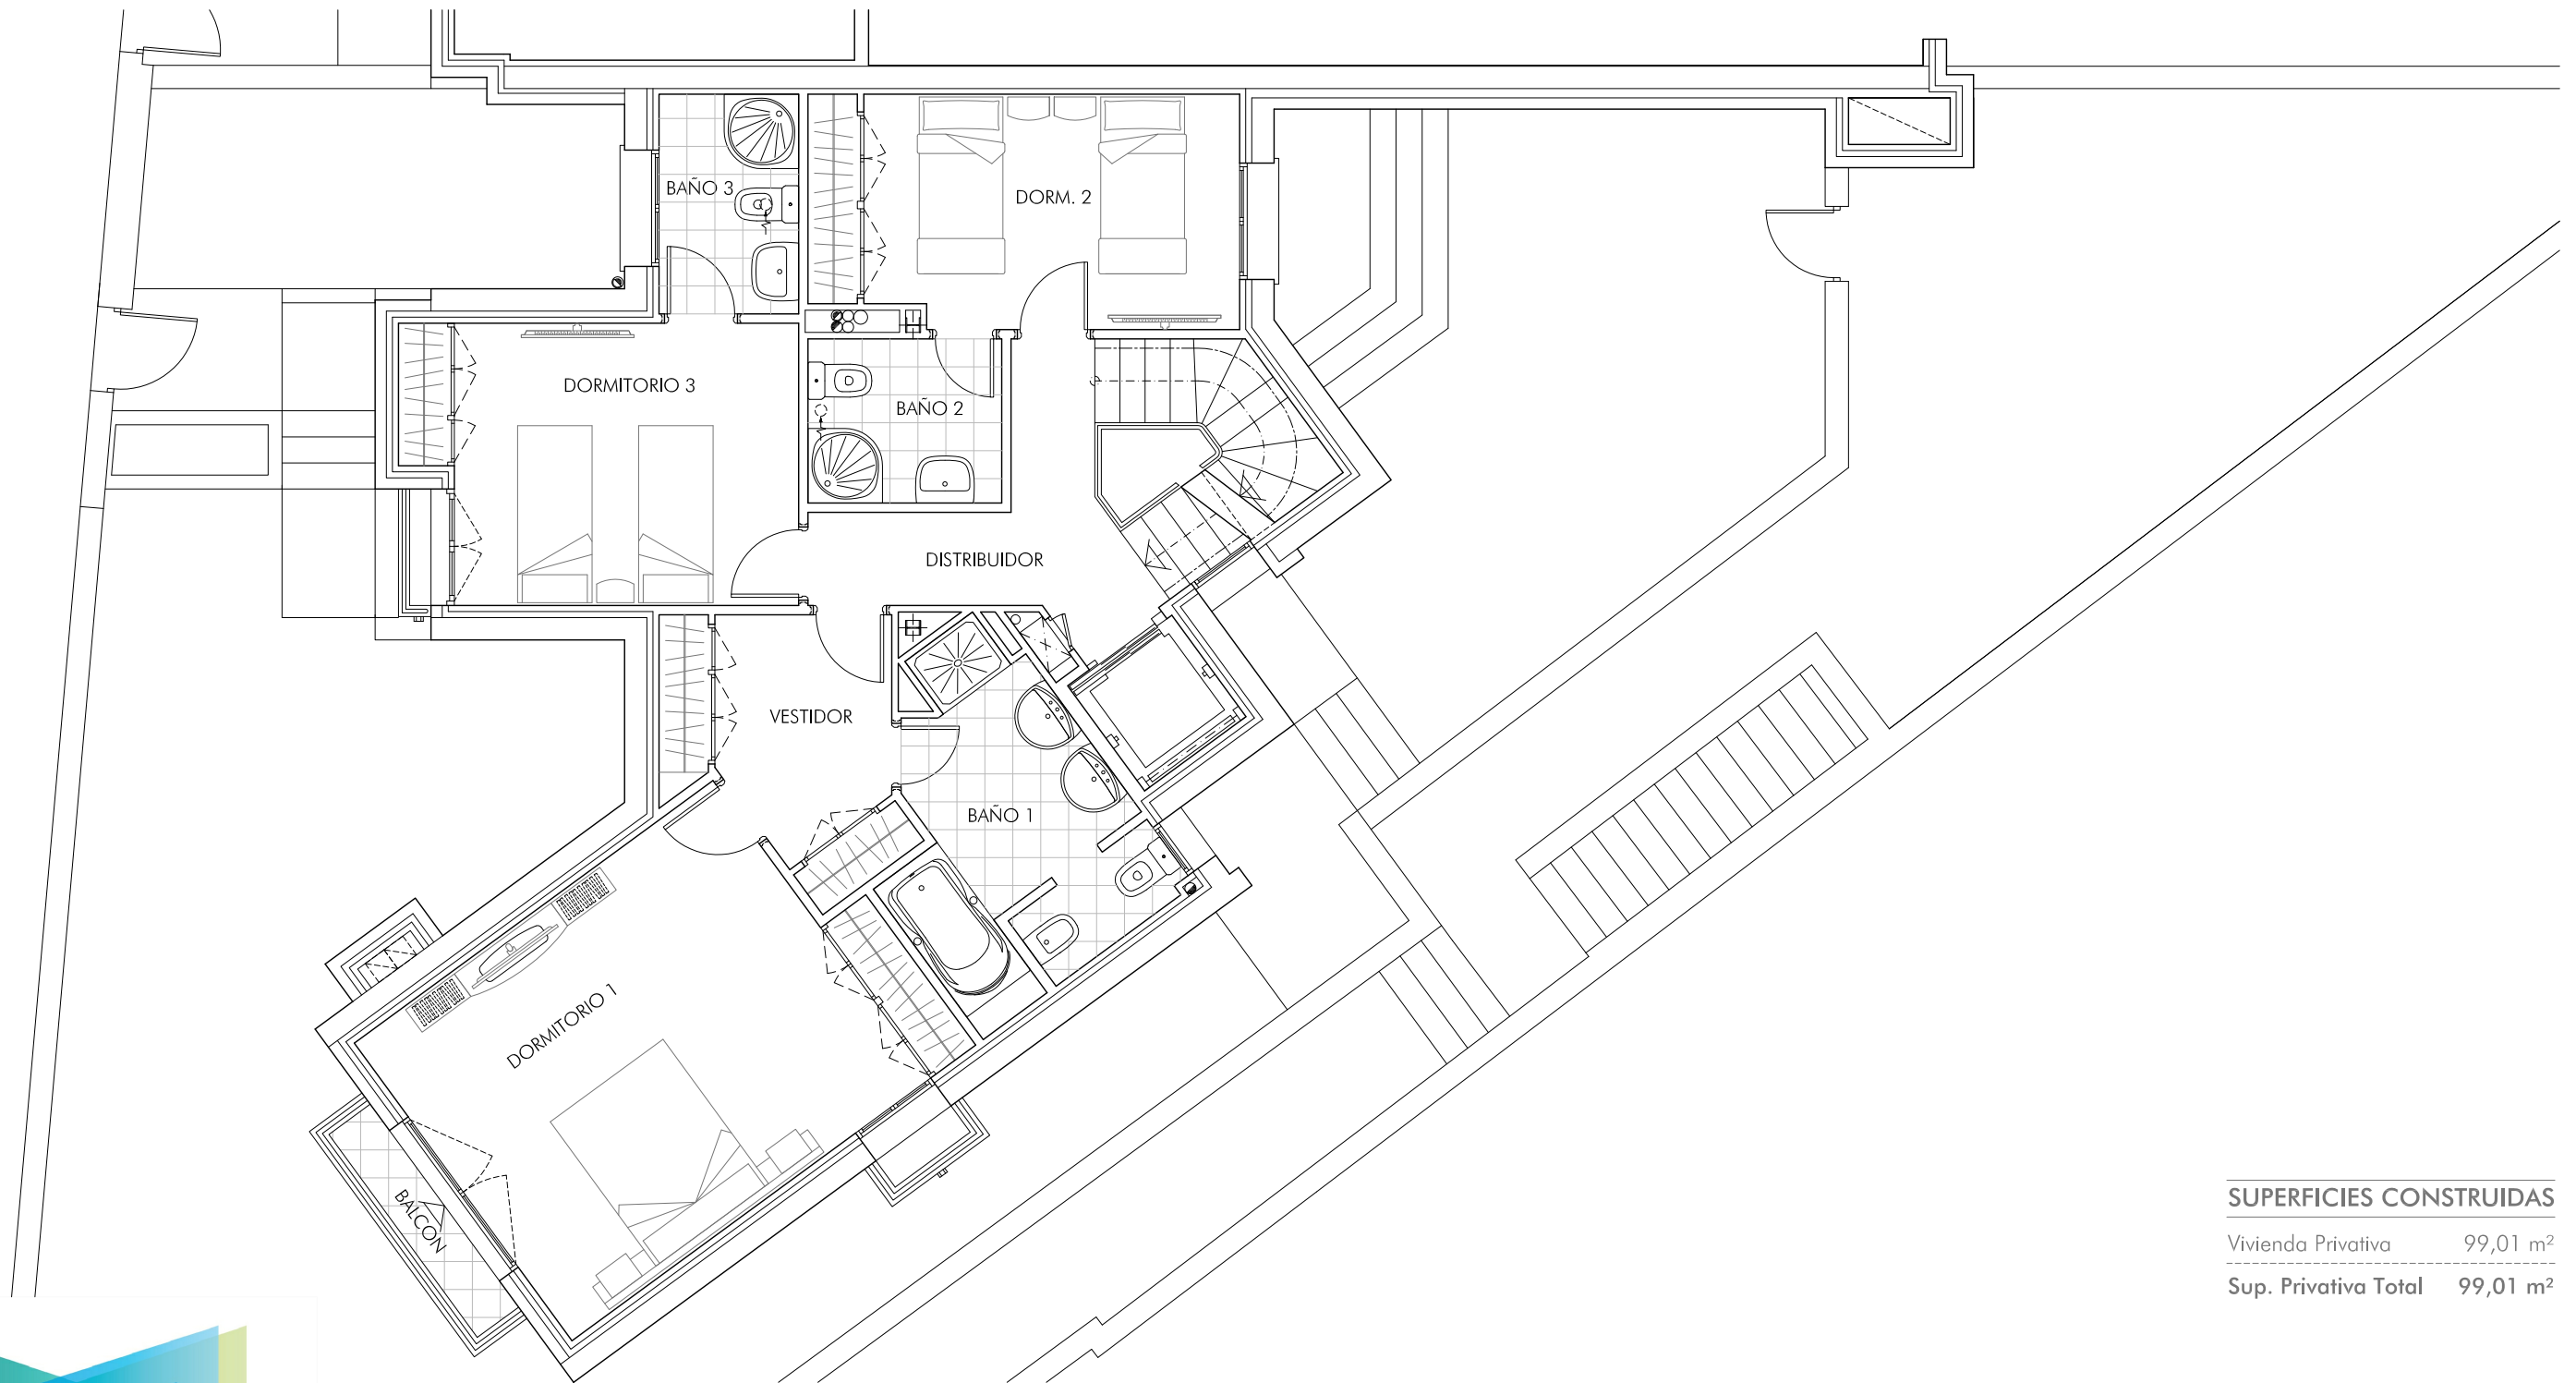 BAÑO 3
DORM. 2
DORMITORIO 3
BAÑO 2
DISTRIBUIDOR
VESTIDOR
BAÑO 1
DORMITORIO 1
BALCON
SUPERFICIES CONSTRUIDAS
Vivienda Privativa 99,01 m²
Sup. Privativa Total 99,01 m²